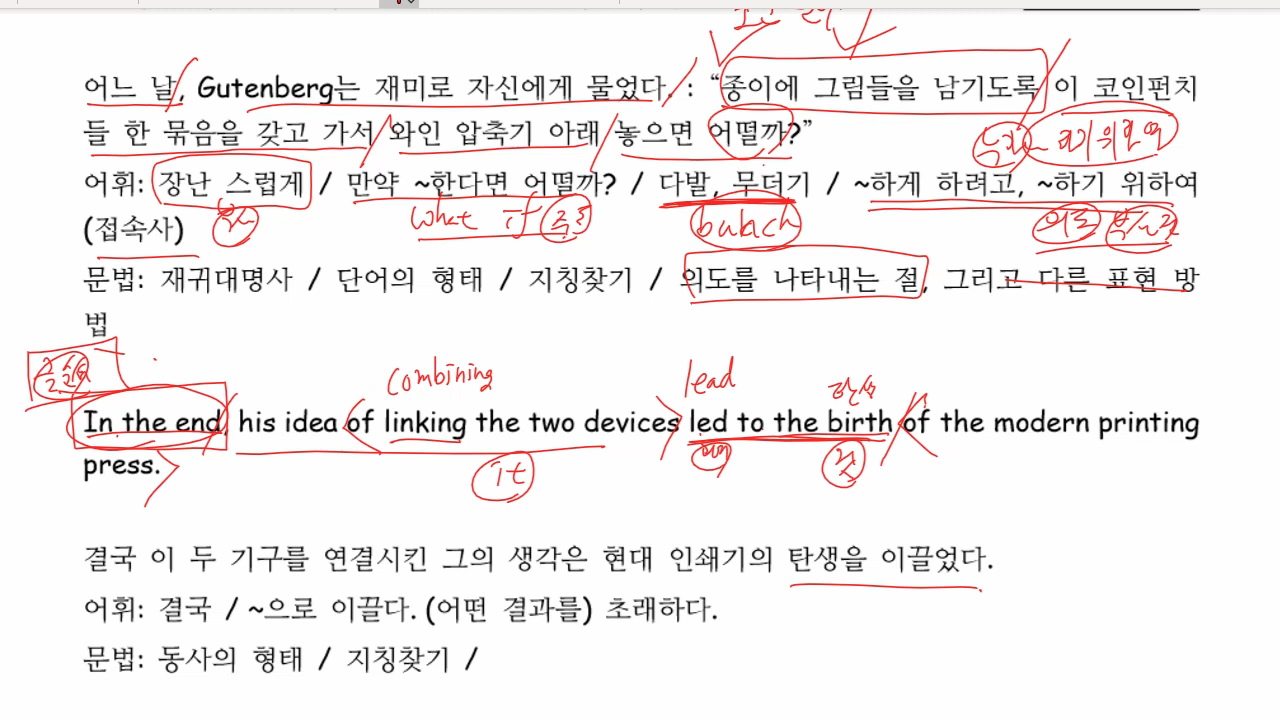 어느 날, Gutenberg는 재미로 자신에게 물었다. : “종이에 그림들을 남기도록 이 코인펀치
들 한 묶음을 갖고 가서 와인 압축기 아래 놓으면 어떨까?”
어휘: 장난 스럽게 / 만약 ~한다면 어떨까? / 다발, 무더기 / ~하게 하려고, ~하기 위하여
what if
(접속사)
문법: 재귀대명사 / 단어의 형태 / 지칭찾기 / 의도를 나타내는 절, 그리고 다른 표현 방
법
combining lead 탄생
In the end, his idea of linking the two devices led to the birth of the modern printing
press.
it
결국 이 두 기구를 연결시킨 그의 생각은 현대 인쇄기의 탄생을 이끌었다.
어휘: 결국 / ~으로 이끌다. (어떤 결과를) 초래하다.
문법: 동사의 형태 / 지칭찾기 /